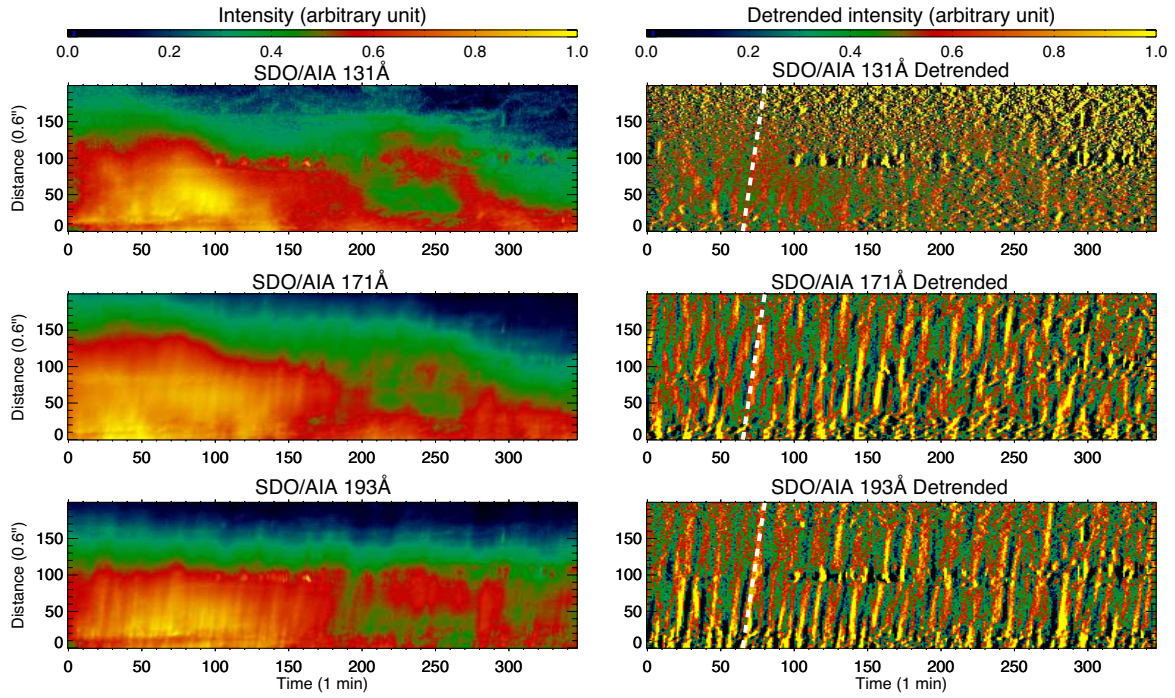 Intensity (arbitrary unit)
0.0 0.2 0.4 0.6 0.8 1.0
SDO/AIA 131Å
Distance (0.6")
150
100
50
0
0 50 100 150 200 250 300
Detrended intensity (arbitrary unit)
0.0 0.2 0.4 0.6 0.8 1.0
SDO/AIA 131Å Detrended
150
100
50
0
0 50 100 150 200 250 300
SDO/AIA 171Å
Distance (0.6")
150
100
50
0
0 50 100 150 200 250 300
SDO/AIA 171Å Detrended
150
100
50
0
0 50 100 150 200 250 300
SDO/AIA 193Å
Distance (0.6")
150
100
50
0
0 50 100 150 200 250 300
Time (1 min)
SDO/AIA 193Å Detrended
150
100
50
0
0 50 100 150 200 250 300
Time (1 min)